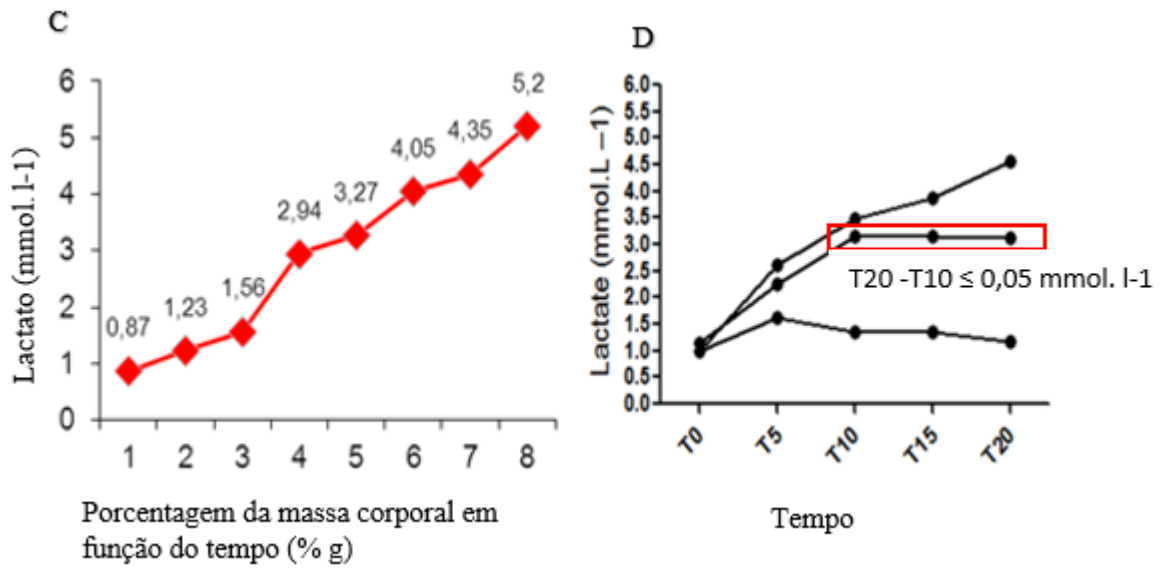 C
Lactato (mmol.l-1)
6
5
4
3
2
1
0
0,87
1,23
1,56
2,94
3,27
4,05
4,35
5,2
1 2 3 4 5 6 7 8
Porcentagem da massa corporal em
função do tempo (% g)
D
Lactate (mmol.L –1)
6.0
5.5
5.0
4.5
4.0
3.5
3.0
2.5
2.0
1.5
1.0
0.5
0.0
T20 -T10 ≤ 0,05 mmol. l-1
T0 T5 T10 T15 T20
Tempo